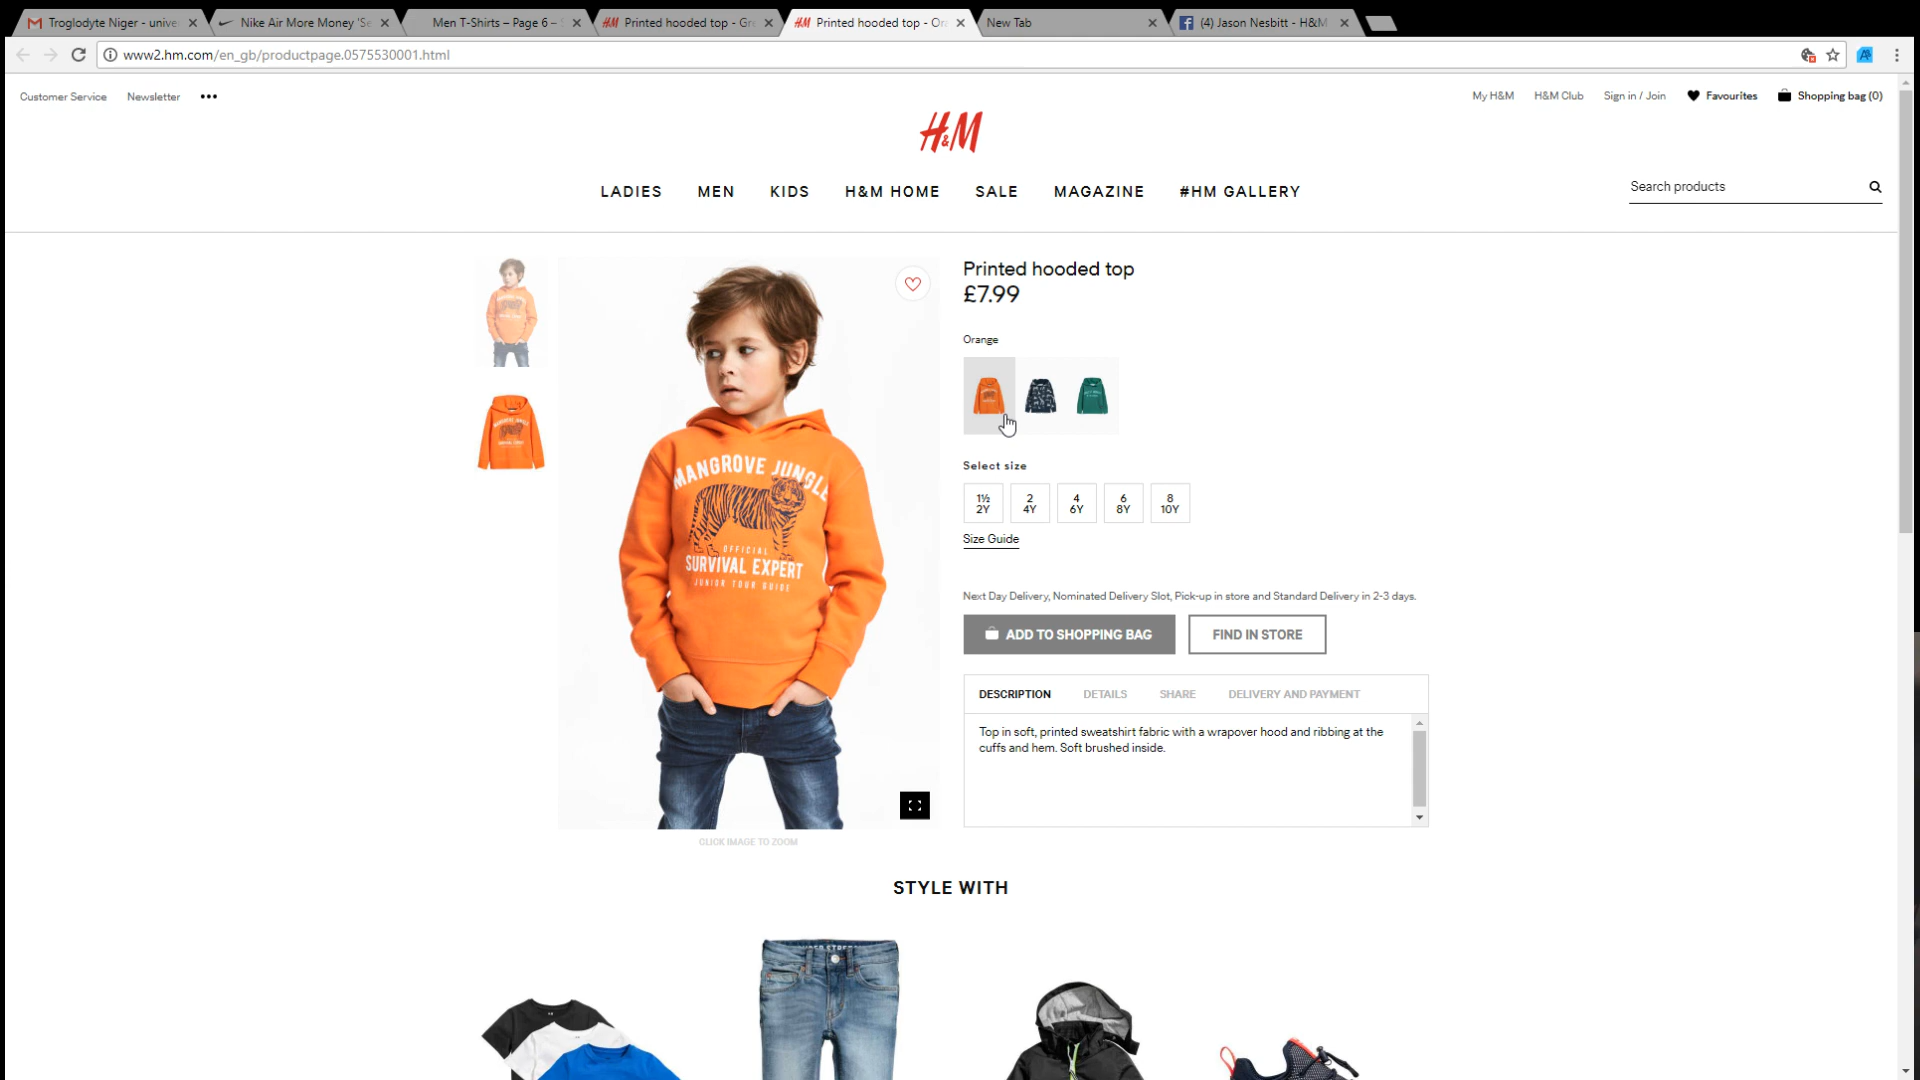 Troglodyte Niger - unive
Nike Air More Money 'Se
Men T-Shirts – Page 6 –
H&M Printed hooded top - Gre
H&M Printed hooded top - Ora
New Tab
(4) Jason Nesbitt - H&M
www2.hm.com/en_gb/productpage.0575530001.html
Customer Service Newsletter •••
My H&M H&M Club Sign in / Join Favourites Shopping bag (0)
H&M
LADIES MEN KIDS H&M HOME SALE MAGAZINE #HM GALLERY
Search products
Printed hooded top
£7.99
Orange
Select size
1½ 2Y
2 4Y
4 6Y
6 8Y
8 10Y
Size Guide
Next Day Delivery, Nominated Delivery Slot, Pick-up in store and Standard Delivery in 2-3 days.
ADD TO SHOPPING BAG FIND IN STORE
DESCRIPTION DETAILS SHARE DELIVERY AND PAYMENT
Top in soft, printed sweatshirt fabric with a wrapover hood and ribbing at the
cuffs and hem. Soft brushed inside.
MANGROVE JUNGLE
OFFICIAL
SURVIVAL EXPERT
JUNIOR TOUR GUIDE
CLICK IMAGE TO ZOOM
STYLE WITH